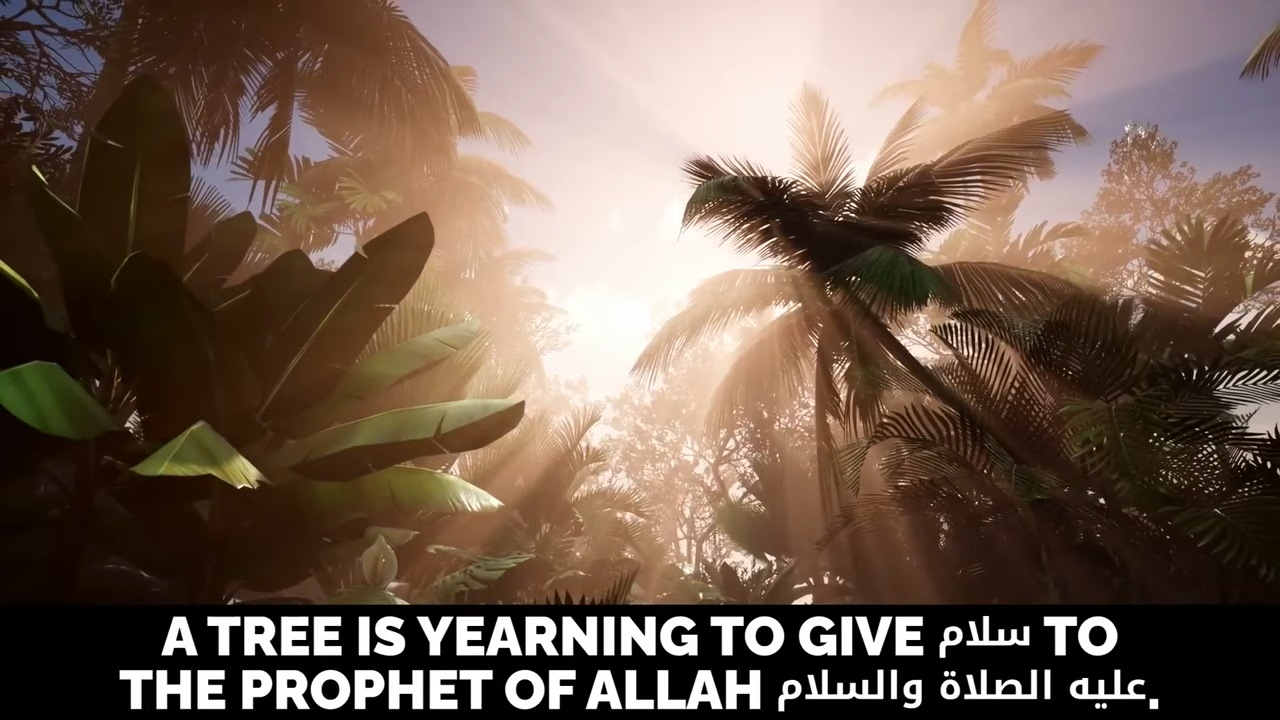 A TREE IS YEARNING TO GIVE سلام TO
THE PROPHET OF ALLAH عليه الصلاة والسلام.